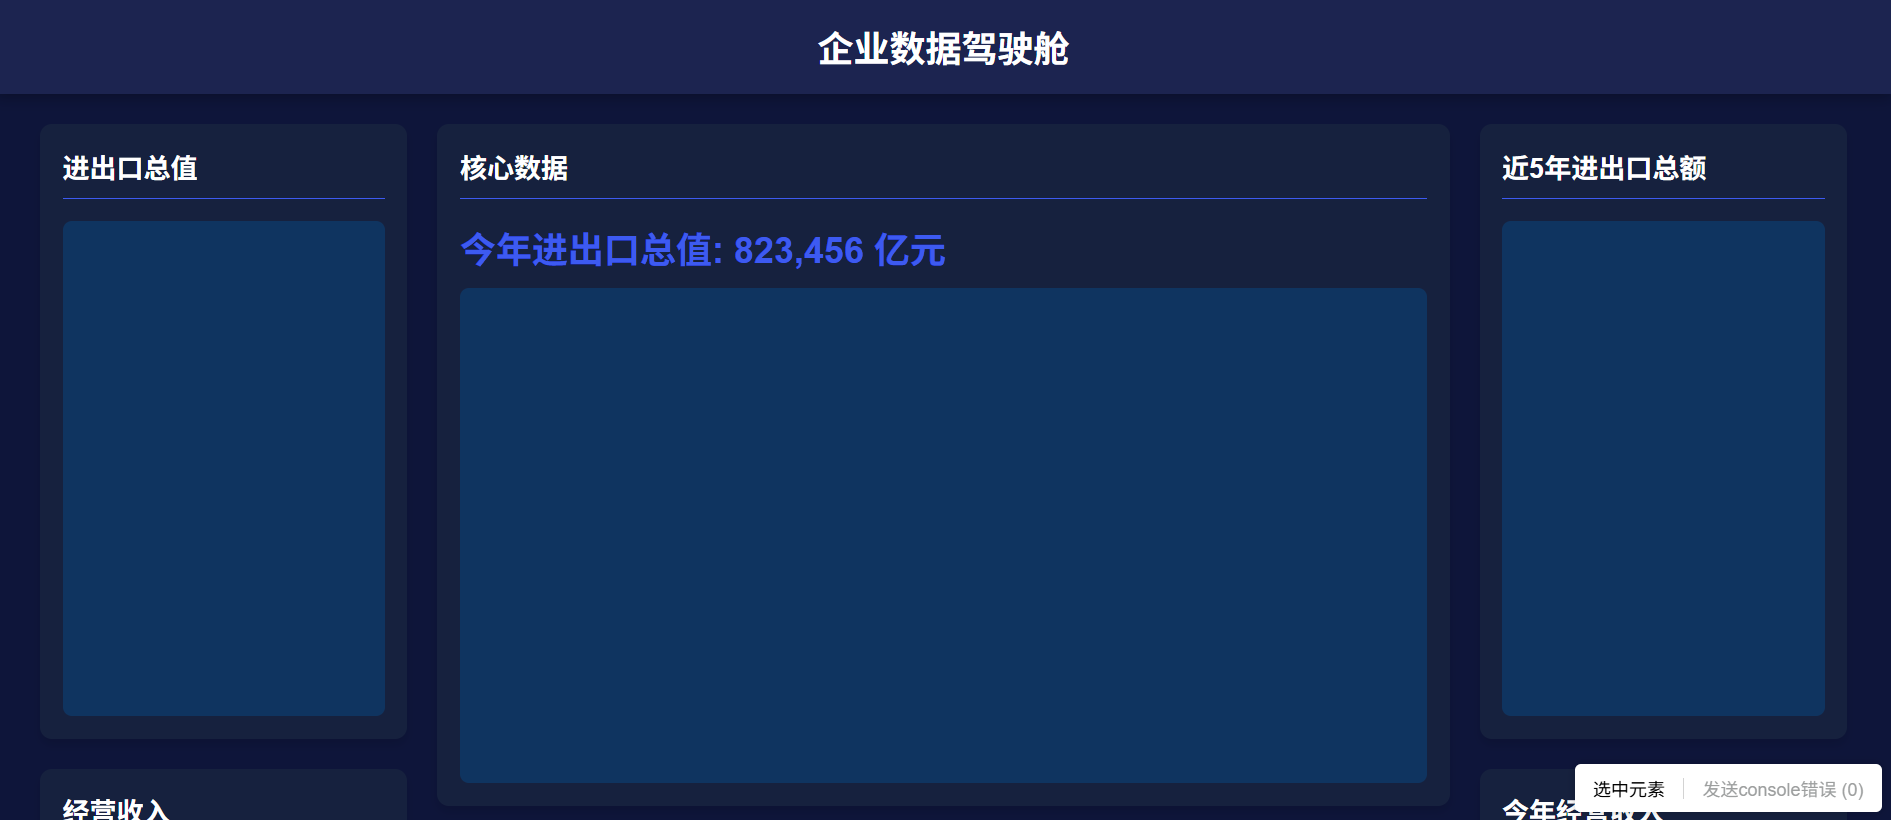 企业数据驾驶舱
进出口总值
核心数据
今年进出口总值: 823,456 亿元
近5年进出口总额
经营收入
今年经营收入
选中元素
发送console错误 (0)